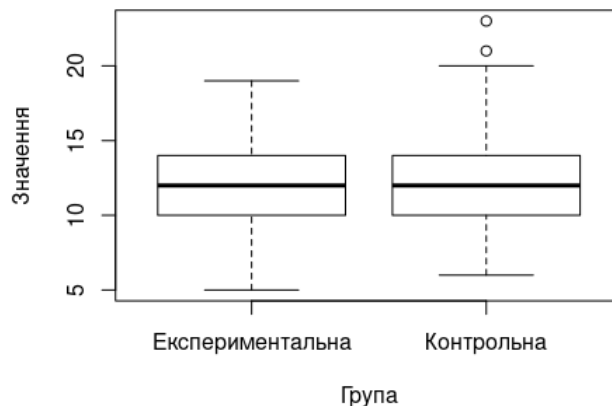 Значення
20
15
10
5
Експериментальна
Контрольна
Група